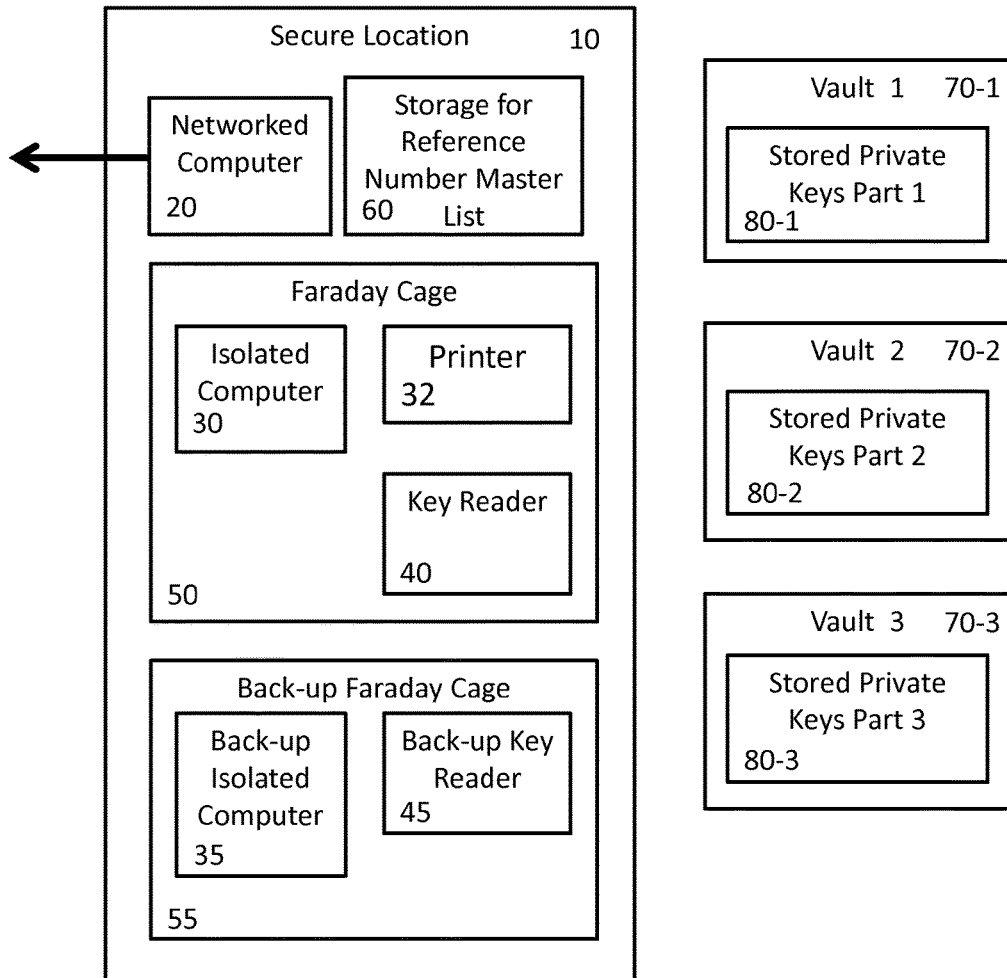 Secure Location 10
Networked
Computer
20
Storage for
Reference
Number Master
60 List
Faraday Cage
Isolated
Computer
30
Printer
32
Key Reader
40
50
Back-up Faraday Cage
Back-up
Isolated
Computer
35
Back-up Key
Reader
45
55
Vault 1 70-1
Stored Private
Keys Part 1
80-1
Vault 2 70-2
Stored Private
Keys Part 2
80-2
Vault 3 70-3
Stored Private
Keys Part 3
80-3